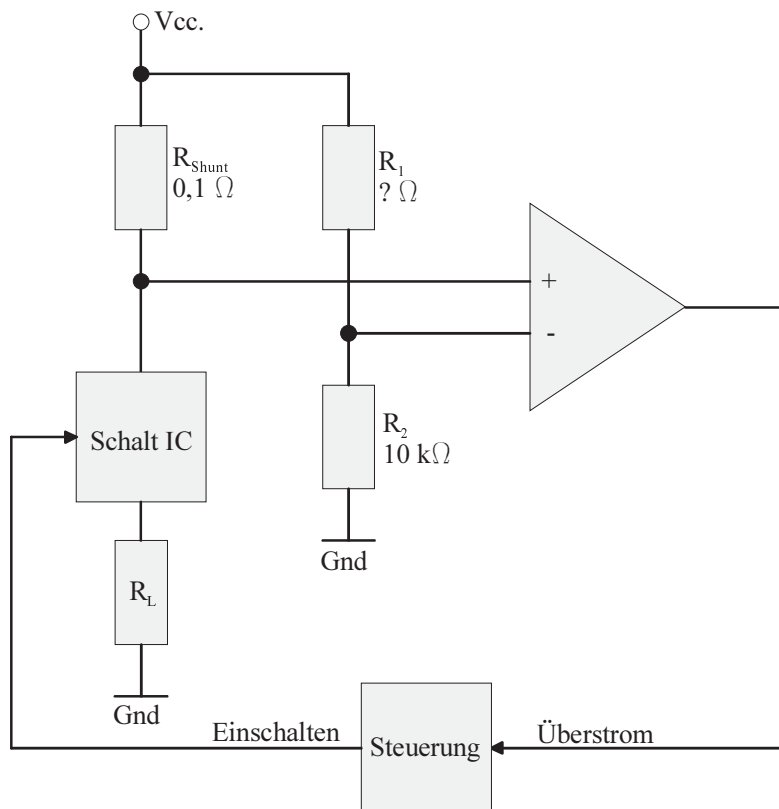 Vcc.
R_Shunt
0,1 Ω
R_1
? Ω
+
-
Schalt IC
R_2
10 kΩ
Gnd
R_L
Gnd
Einschalten
Steuerung
Überstrom